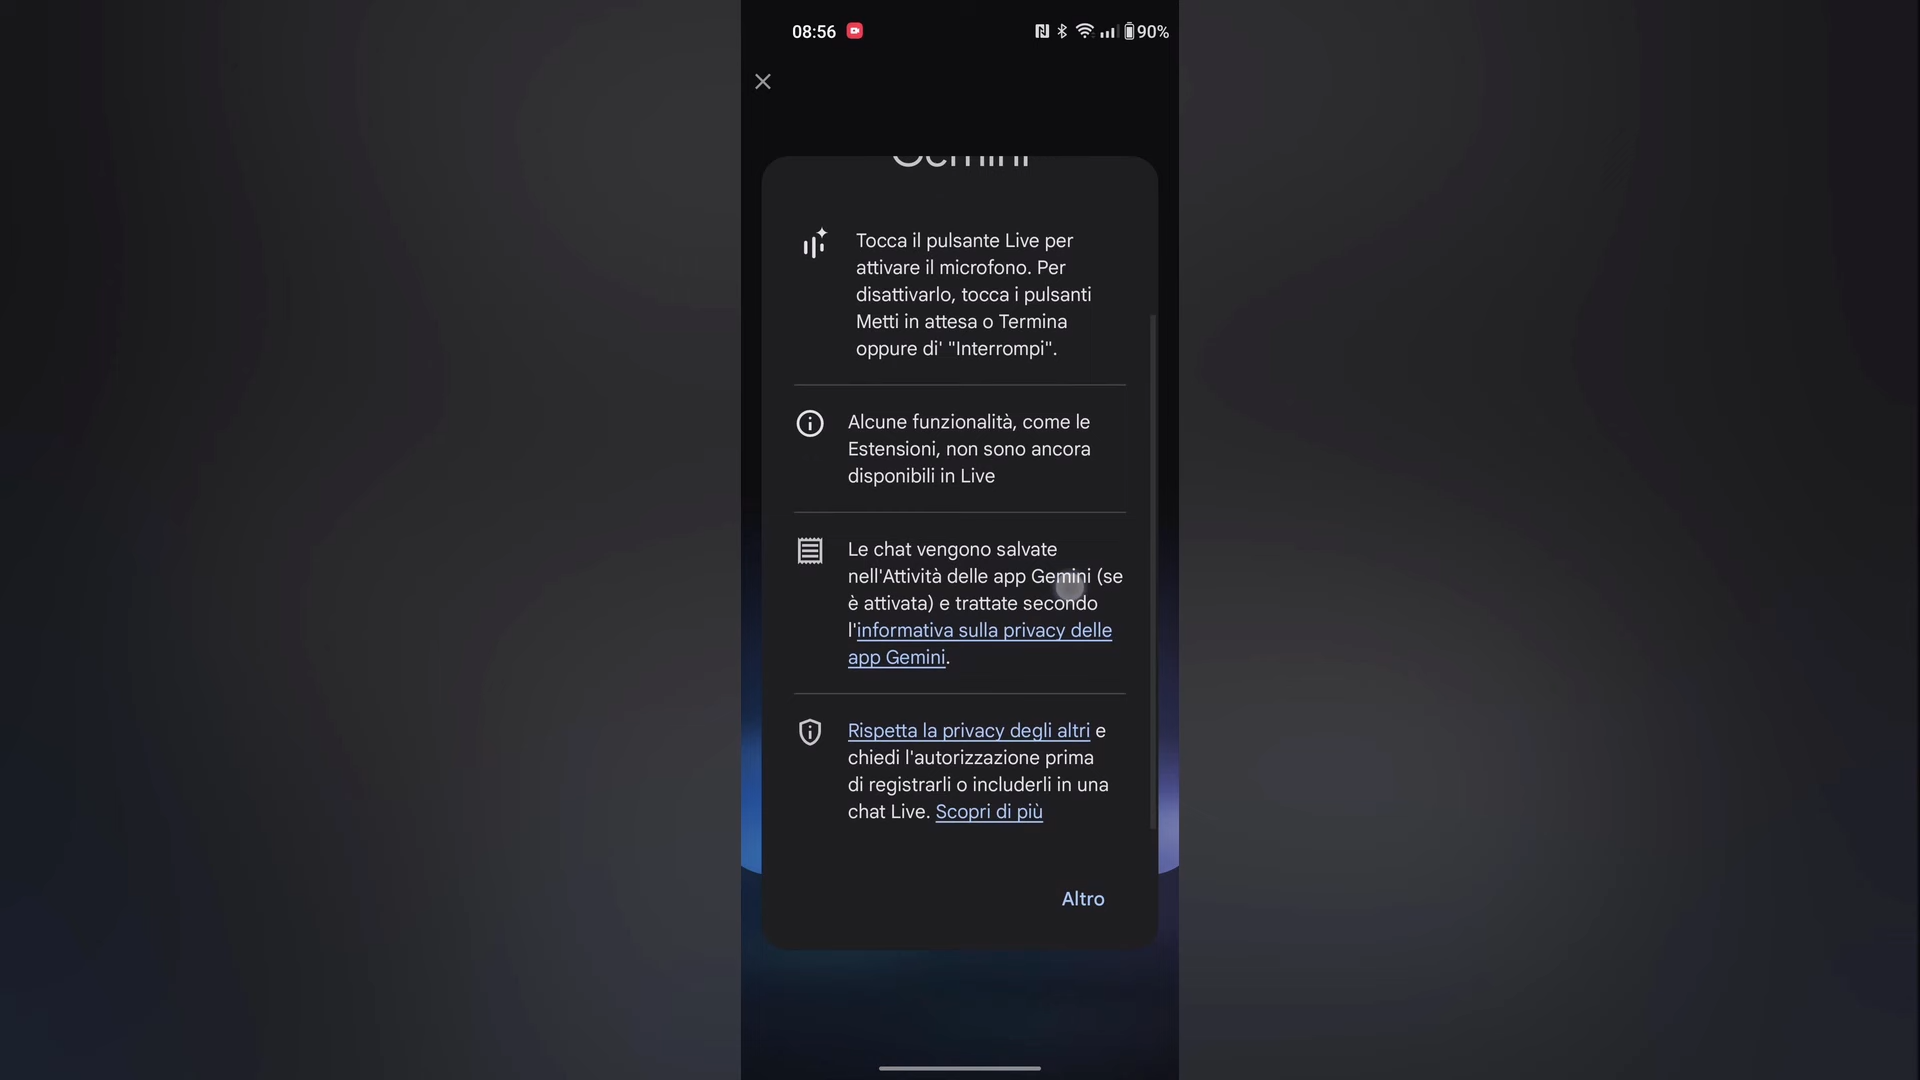 08:56
90%
Gemini
Tocca il pulsante Live per
attivare il microfono. Per
disattivarlo, tocca i pulsanti
Metti in attesa o Termina
oppure di' "Interrompi".
Alcune funzionalità, come le
Estensioni, non sono ancora
disponibili in Live
Le chat vengono salvate
nell'Attività delle app Gemini (se
è attivata) e trattate secondo
l'informativa sulla privacy delle
app Gemini.
Rispetta la privacy degli altri e
chiedi l'autorizzazione prima
di registrarli o includerli in una
chat Live. Scopri di più
Altro